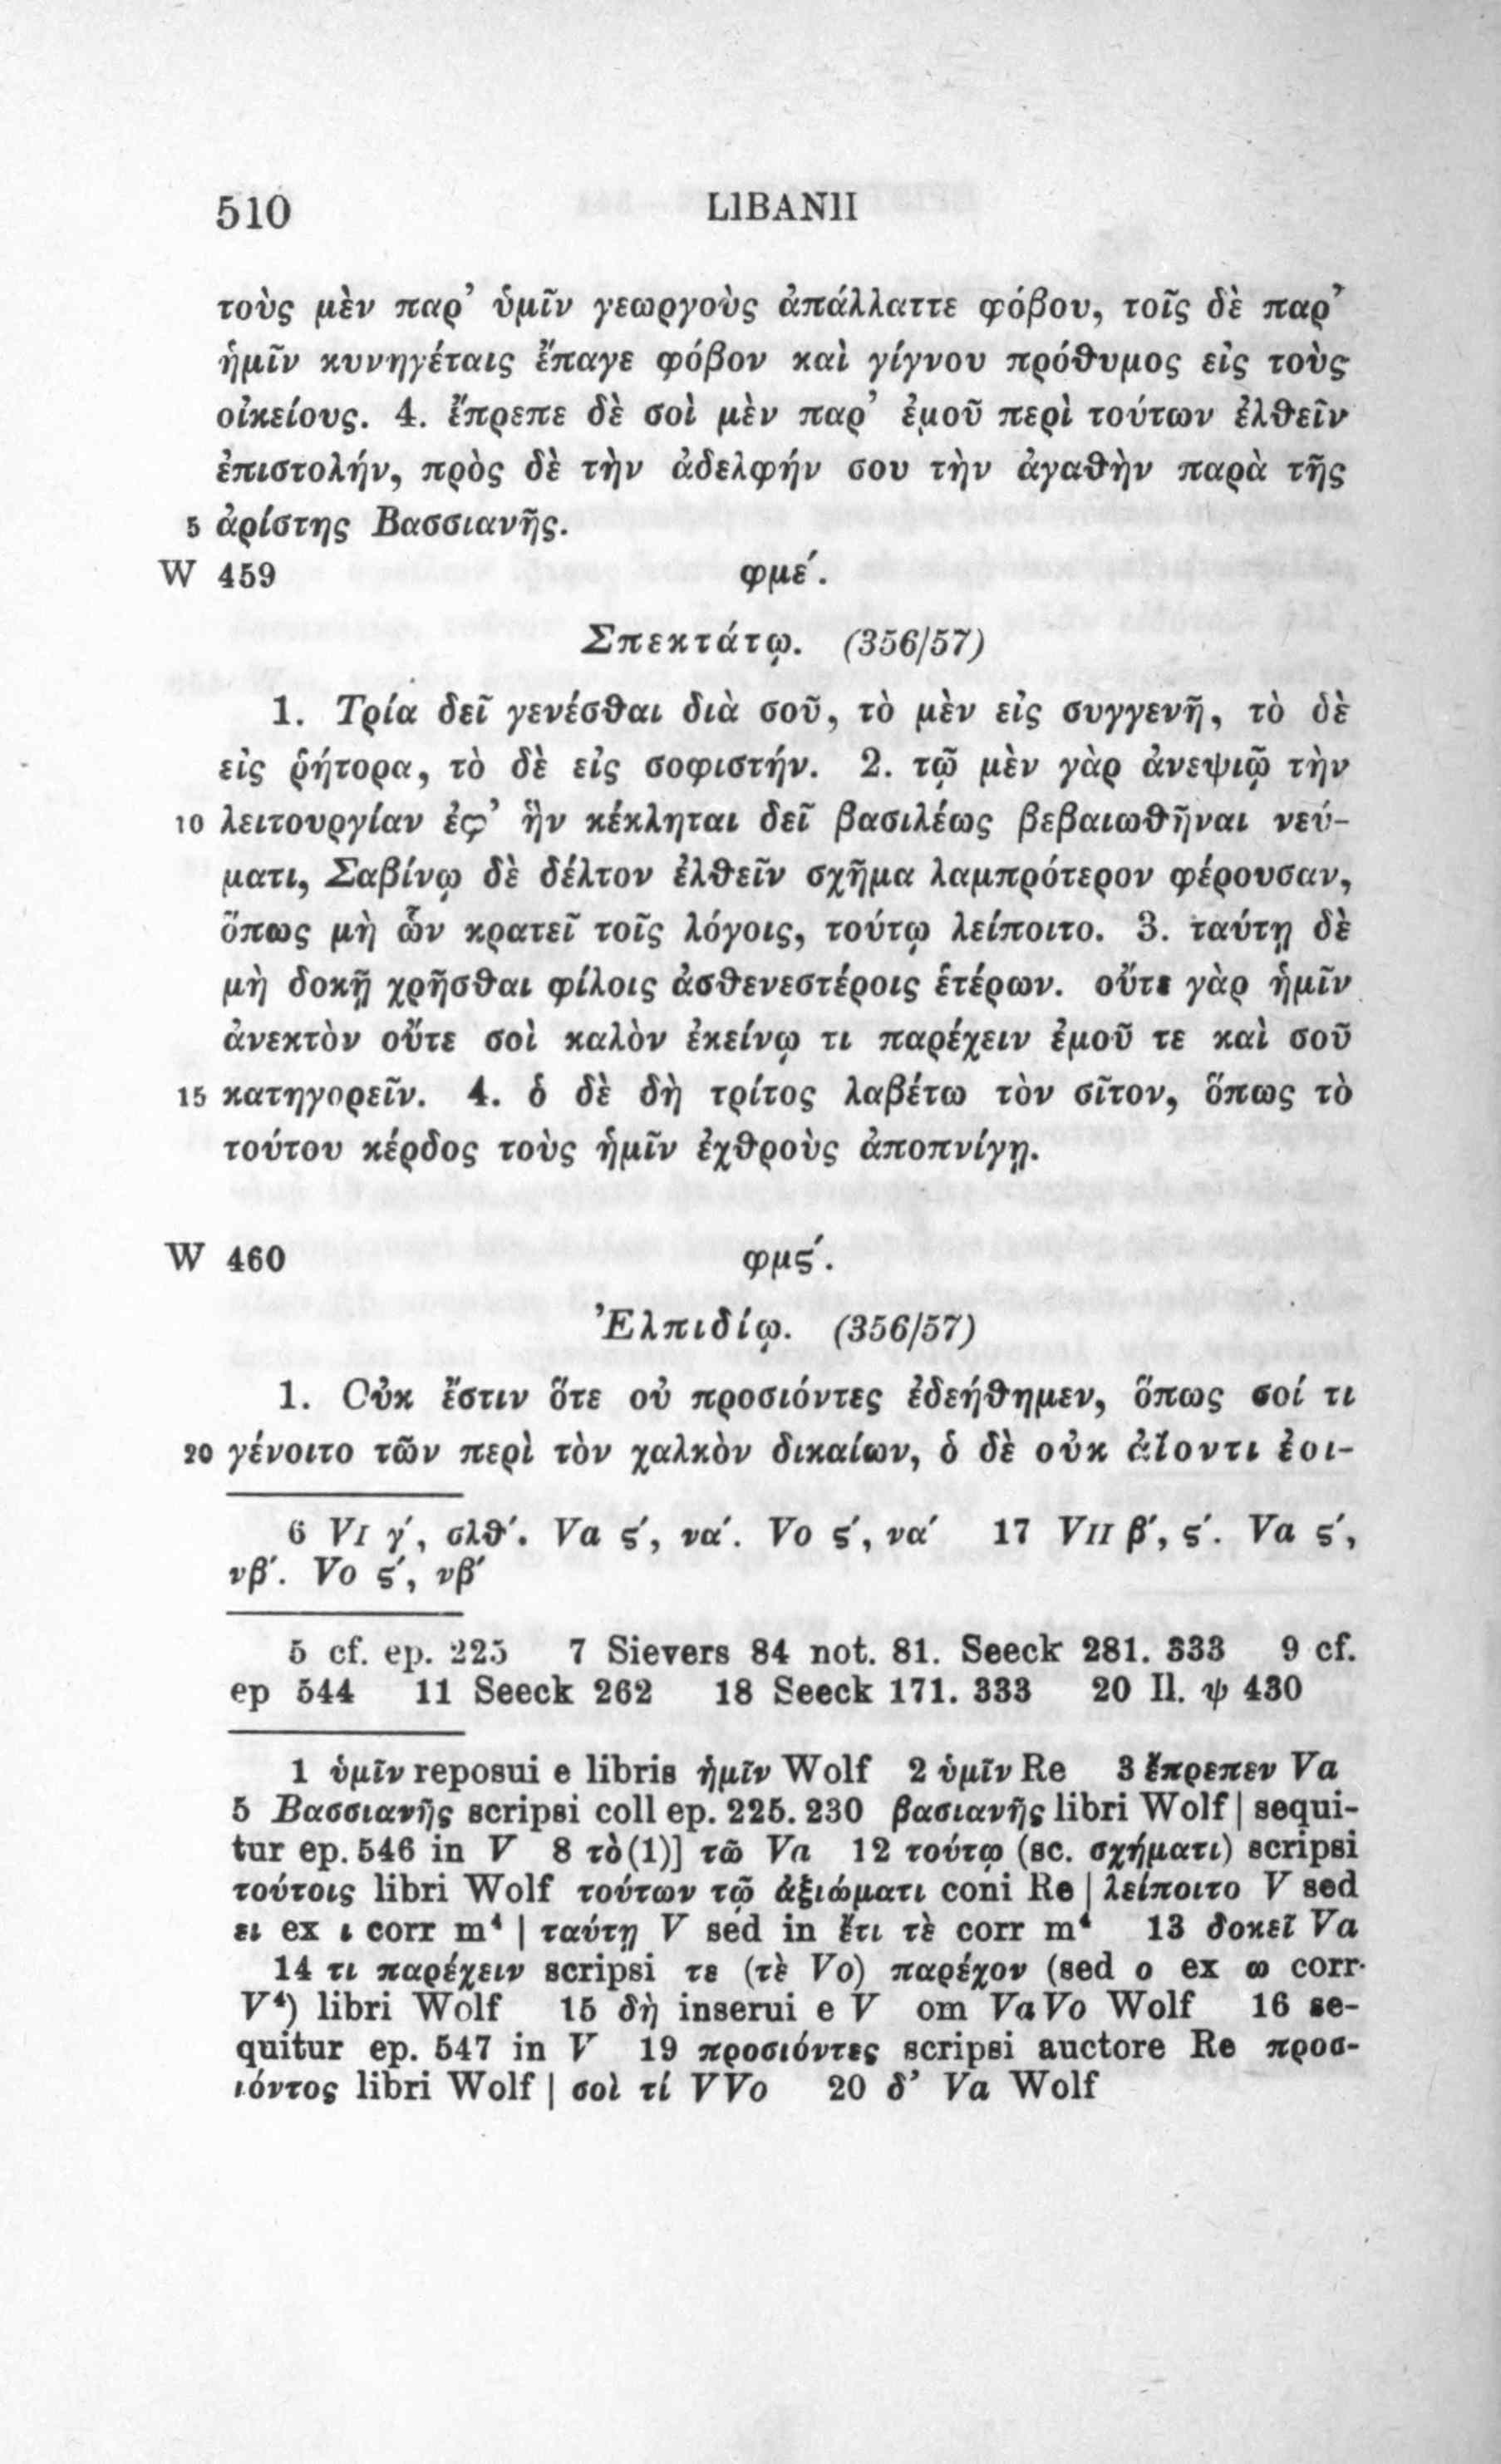 510 LIBANII
τοὺς μὲν παρ’ ὑμῖν γεωργοὺς ἀπάλλαττε φόβου, τοῖς δὲ παρ’
ἡμῖν κυνηγέταις ἔπαγε φόβον καὶ γίγνου πρόθυμος εἰς τοὺς
οἰκείους. 4. ἔπρεπε δὲ σοὶ μὲν παρ’ ἐμοῦ περὶ τούτων ἐλθεῖν
ἐπιστολήν, πρὸς δὲ τὴν ἀδελφήν σου τὴν ἀγαθὴν παρὰ τῆς
5 ἀρίστης Βασσιανῆς.
W 459 φμέ.
Σπεκτάτῳ. (356/57)
1. Τρία δεῖ γενέσθαι διὰ σοῦ, τὸ μὲν εἰς συγγενῆ, τὸ δὲ
εἰς ῥήτορα, τὸ δὲ εἰς σοφιστήν. 2. τῷ μὲν γὰρ ἀνεψιῷ τὴν
10 λειτουργίαν ἐφ’ ἣν κέκληται δεῖ βασιλέως βεβαιωθῆναι νεύ-
ματι, Σαβίνῳ δὲ δέλτον ἐλθεῖν σχῆμα λαμπρότερον φέρουσαν,
ὅπως μὴ ὧν κρατεῖ τοῖς λόγοις, τούτῳ λείποιτο. 3. ταύτῃ δὲ
μὴ δοκῇ χρῆσθαι φίλοις ἀσθενεστέροις ἑτέρων. οὔτε γὰρ ἡμῖν
ἀνεκτὸν οὔτε σοὶ καλὸν ἐκείνῳ τι παρέχειν ἐμοῦ τε καὶ σοῦ
15 κατηγορεῖν. 4. ὁ δὲ δὴ τρίτος λαβέτω τὸν σῖτον, ὅπως τὸ
τούτου κέρδος τοὺς ἡμῖν ἐχθροὺς ἀποπνίγῃ.
W 460 φμς́.
Ἐλπιδίῳ. (356/57)
1. Οὐκ ἔστιν ὅτε οὐ προσιόντες ἐδεήθημεν, ὅπως σοί τι
20 γένοιτο τῶν περὶ τὸν χαλκὸν δικαίων, ὁ δὲ οὐκ ἀΐοντι ἐοι-
6 VI γ΄, σλθ΄. Va ς΄, να΄. Vo ς΄, να΄ 17 VII β΄, ς΄. Va ς΄,
νβ΄. Vo ς΄, νβ΄
5 cf. ep. 225 7 Sievers 84 not. 81. Seeck 281. 333 9 cf.
ep 544 11 Seeck 262 18 Seeck 171. 333 20 Il. ψ 430
1 ὑμῖν reposui e libris ἡμῖν Wolf 2 ὑμῖν Re 3 ἔπρεπεν Va
5 Βασσιανῆς scripsi coll ep. 225. 230 βασιανῆς libri Wolf | sequi-
tur ep. 546 in V 8 τὸ(1)] τῶ Va 12 τούτῳ (sc. σχήματι) scripsi
τούτοις libri Wolf τούτων τῷ ἀξιώματι coni Re | λείποιτο V sed
ει ex ι corr m⁴ | ταύτῃ V sed in ἔτι τὲ corr m⁴ 13 δοκεῖ Va
14 τι παρέχειν scripsi τε (τὲ Vo) παρέχον (sed ο ex ω corr·
V⁴) libri Wolf 15 δὴ inserui e V om Va Vo Wolf 16 se-
quitur ep. 547 in V 19 προσιόντες scripsi auctore Re προσ-
ιόντος libri Wolf | σοὶ τί V Vo 20 δ’ Va Wolf